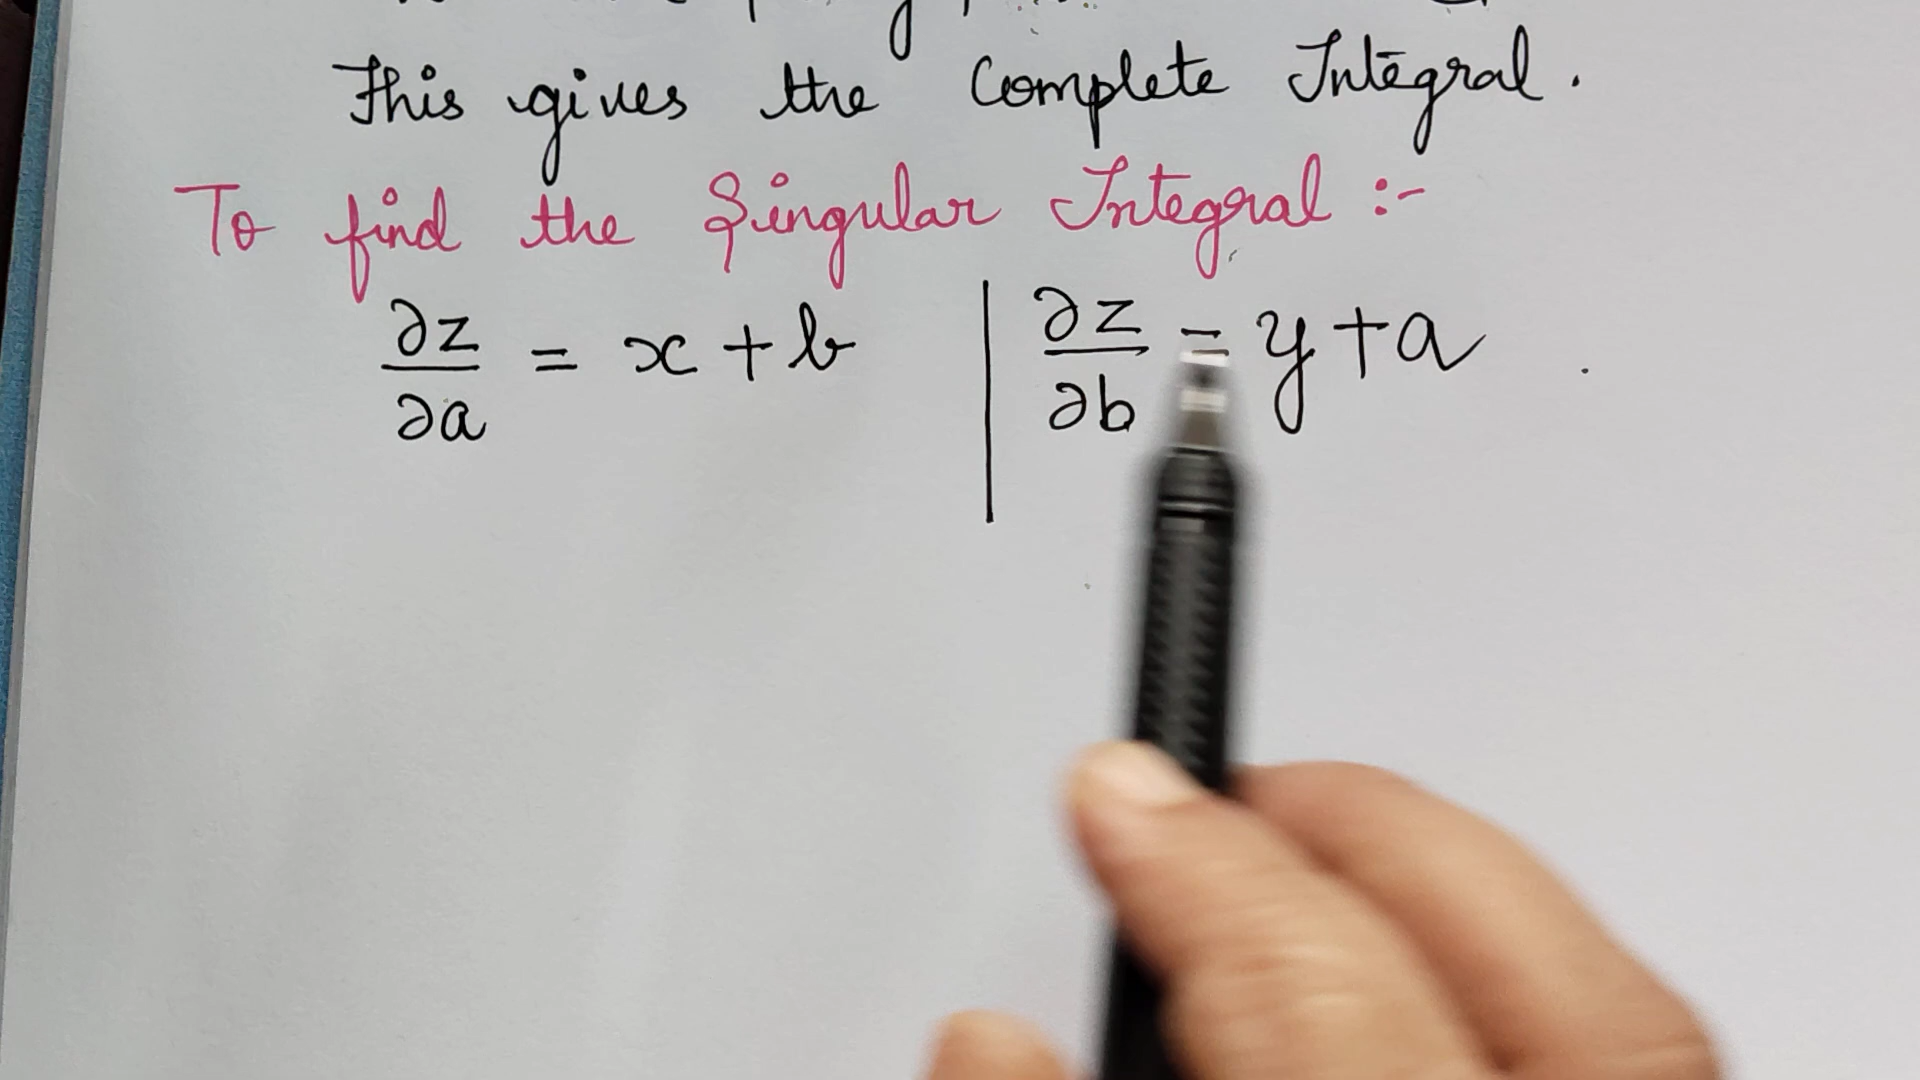 This gives the Complete Integral.
To find the Singular Integral :-
∂z/∂a = x + b | ∂z/∂b = y + a